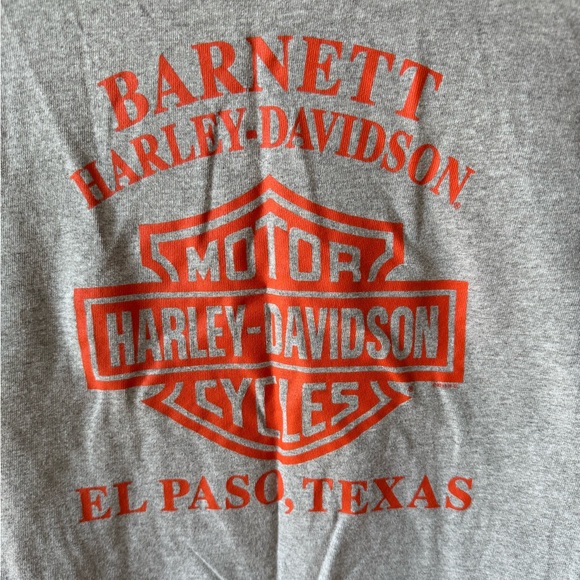 BARNETT
HARLEY-DAVIDSON
MOTOR
HARLEY-DAVIDSON
CYCLES
EL PASO, TEXAS